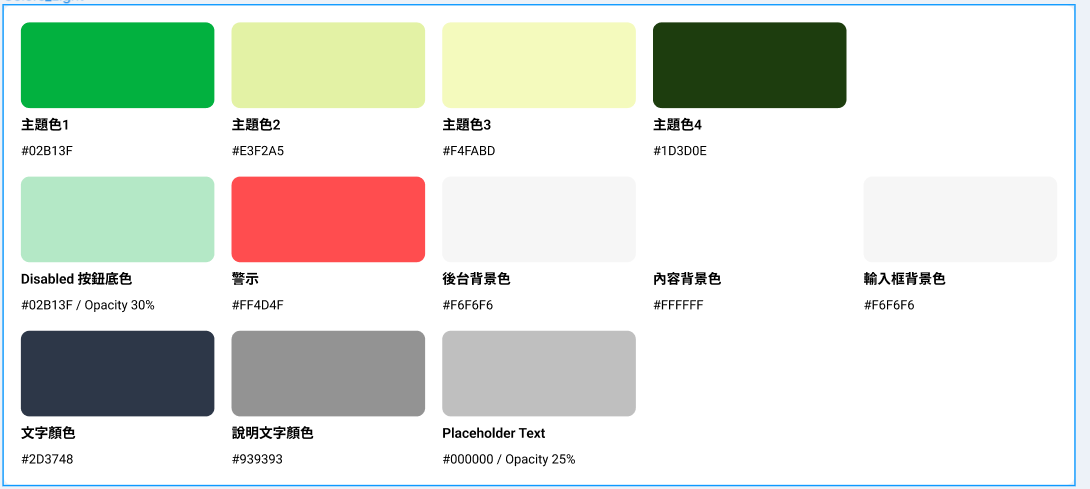 主題色1
主題色2
主題色3
主題色4
#02B13F
#E3F2A5
#F4FABD
#1D3D0E
Disabled 按鈕底色
警示
後台背景色
內容背景色
輸入框背景色
#02B13F / Opacity 30%
#FF4D4F
#F6F6F6
#FFFFFF
#F6F6F6
文字顏色
說明文字顏色
Placeholder Text
#2D3748
#939393
#000000 / Opacity 25%